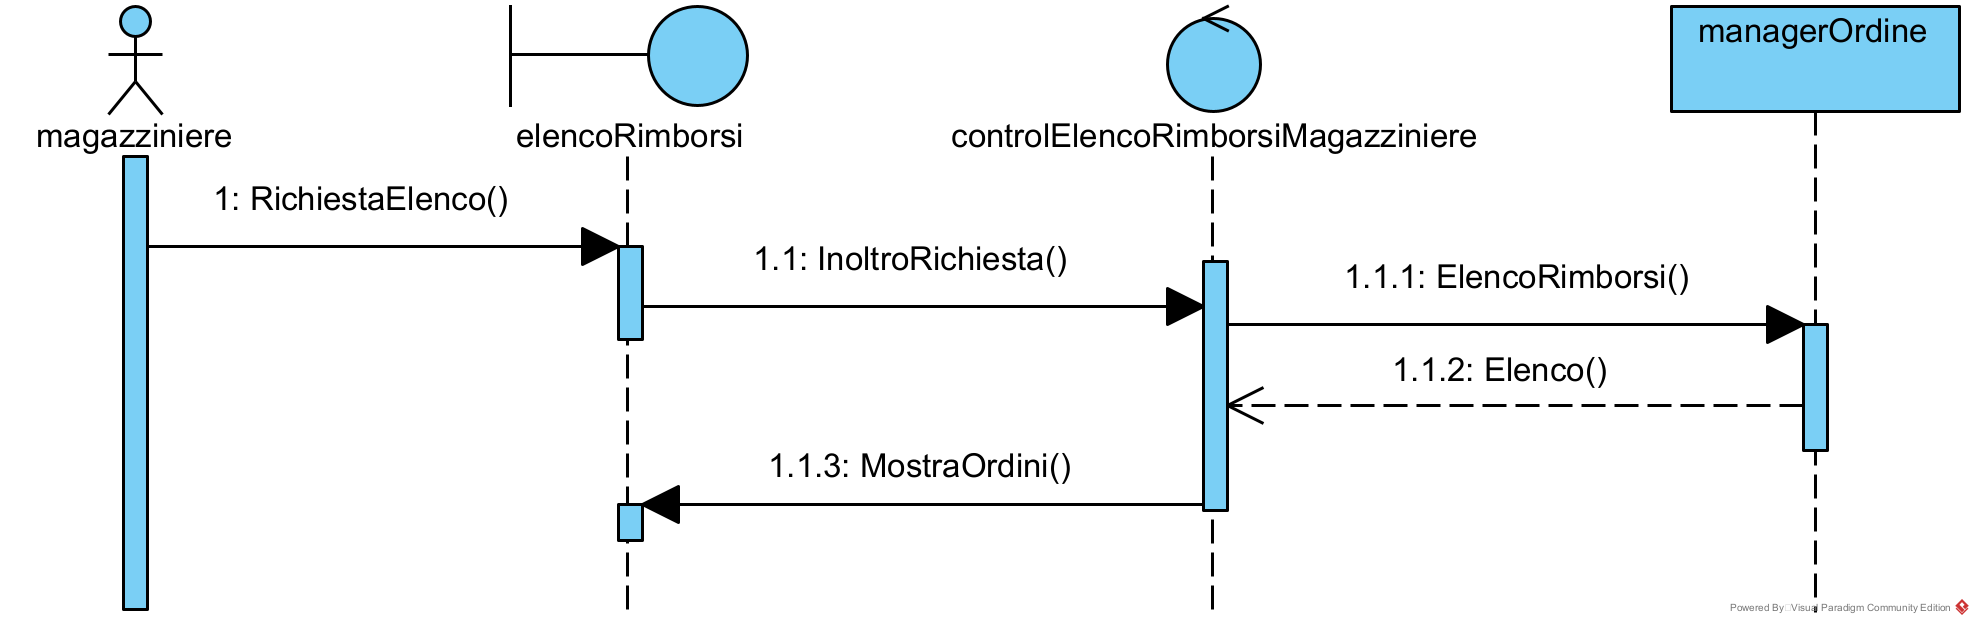 managerOrdine
magazziniere
elencoRimborsi
controlElencoRimborsiMagazziniere
1: RichiestaElenco()
1.1: InoltroRichiesta()
1.1.1: ElencoRimborsi()
1.1.2: Elenco()
1.1.3: MostraOrdini()
Powered By Visual Paradigm Community Edition